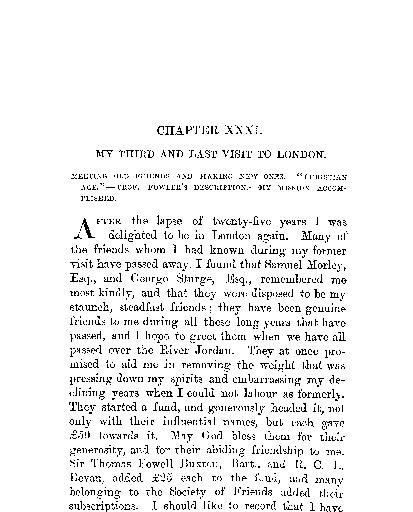 CHAPTER XXXI.
MY THIRD AND LAST VISIT TO LONDON.
MEETING OLD FRIENDS AND MAKING NEW ONES. "CHRISTIAN
AGE."—PROF. FOWLER'S DESCRIPTION.—MY MISSION ACCOM-
PLISHED.
AFTER the lapse of twenty-five years I was
delighted to be in London again. Many of
the friends whom I had known during my former
visit have passed away. I found that Samuel Morley,
Esq., and George Sturge, Esq., remembered me
most kindly, and that they were disposed to be my
staunch, steadfast friends; they have been genuine
friends to me during all these long years that have
passed, and I hope to greet them when we have all
passed over the River Jordan. They at once pro-
mised to aid me in removing the weight that was
pressing down my spirits and embarrassing my de-
clining years when I could not labour as formerly.
They started a fund, and generously headed it, not
only with their influential names, but each gave
£50 towards it. May God bless them for their
generosity, and for their abiding friendship to me.
Sir Thomas Fowell Buxton, Bart., and R. C. L.
Bevan, added £25 each to the fund, and many
belonging to the Society of Friends added their
subscriptions. I should like to record that I have